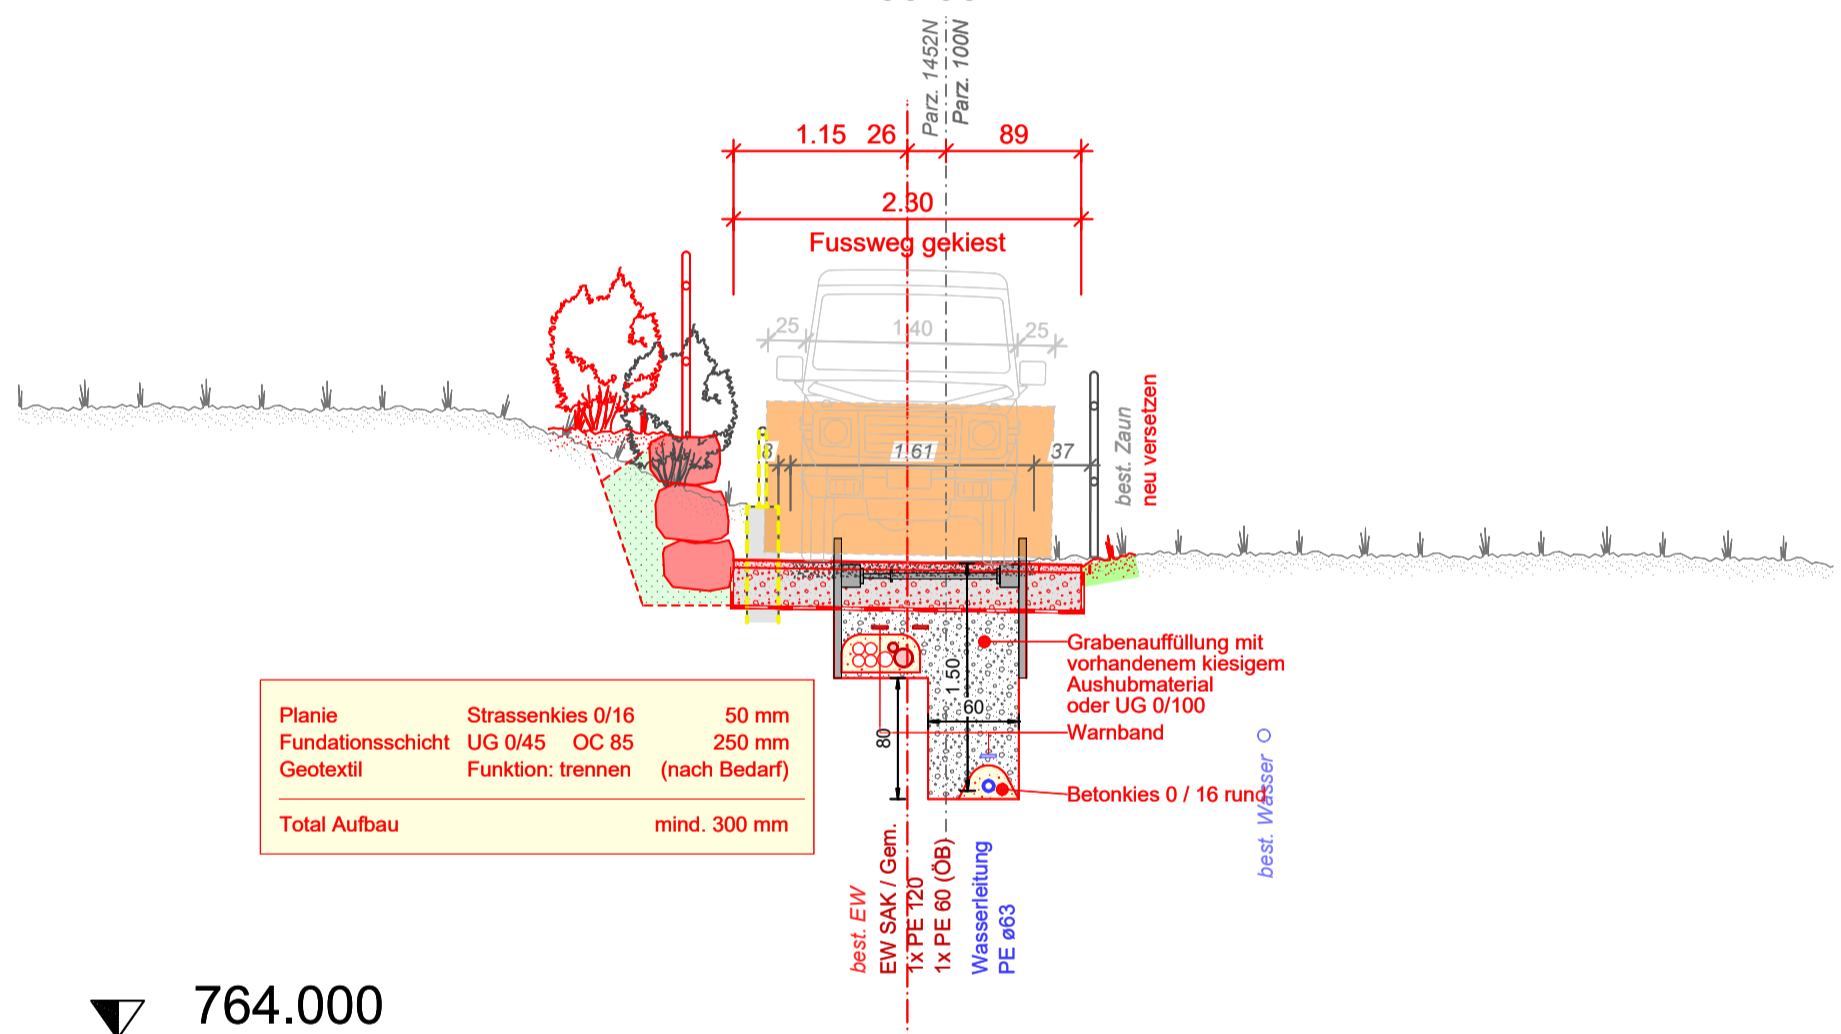 Parz. 1452N
Parz. 100N
1.15 26 89
2.30
Fussweg gekiest
25 1.40 25
8 1.61 37
best. Zaun
neu versetzen
Grabenauffüllung mit
vorhandenem kiesigem
Aushubmaterial
oder UG 0/100
Warnband
Betonkies 0 / 16 rund
1.50
60
80
best. Wasser
Planie Strassenkies 0/16 50 mm
Fundationsschicht UG 0/45 OC 85 250 mm
Geotextil Funktion: trennen (nach Bedarf)
Total Aufbau mind. 300 mm
best. EW
EW SAK / Gem.
1x PE 120
1x PE 60 (ÖB)
Wasserleitung
PE ø63
764.000